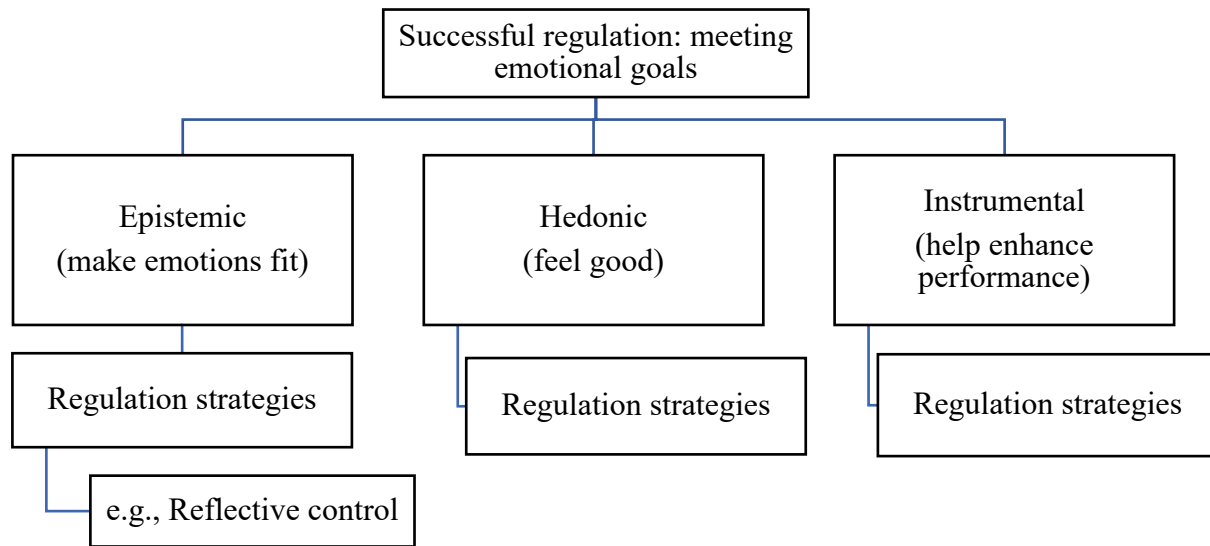 Successful regulation: meeting
emotional goals
Epistemic
(make emotions fit)
Hedonic
(feel good)
Instrumental
(help enhance
performance)
Regulation strategies
Regulation strategies
Regulation strategies
e.g., Reflective control